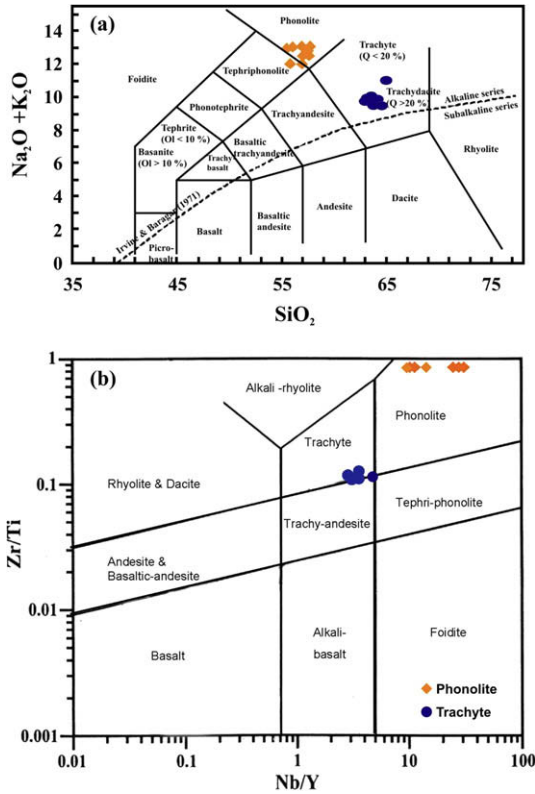 (a)
Phonolite
Trachyte
(Q < 20 %)
Foidite
Tephriphonolite
Trachydacite
(Q >20 %)
Alkaline series
Subalkaline series
Phonotephrite
Trachyandesite
Tephrite
(Ol < 10 %)
Basanite
(Ol > 10 %)
Trachy-
basalt
Basaltic
trachyandesite
Rhyolite
Irvine & Baragar (1971)
Picro-
basalt
Basalt
Basaltic
andesite
Andesite
Dacite
Na2O +K2O
14
12
10
8
6
4
2
0
35 45 55 65 75
SiO2
(b)
Alkali -rhyolite
Phonolite
Trachyte
Rhyolite & Dacite
Tephri-phonolite
Trachy-andesite
Andesite &
Basaltic-andesite
Basalt
Alkali-
basalt
Foidite
Phonolite
Trachyte
Zr/Ti
1
0.1
0.01
0.001
0.01 0.1 1 10 100
Nb/Y